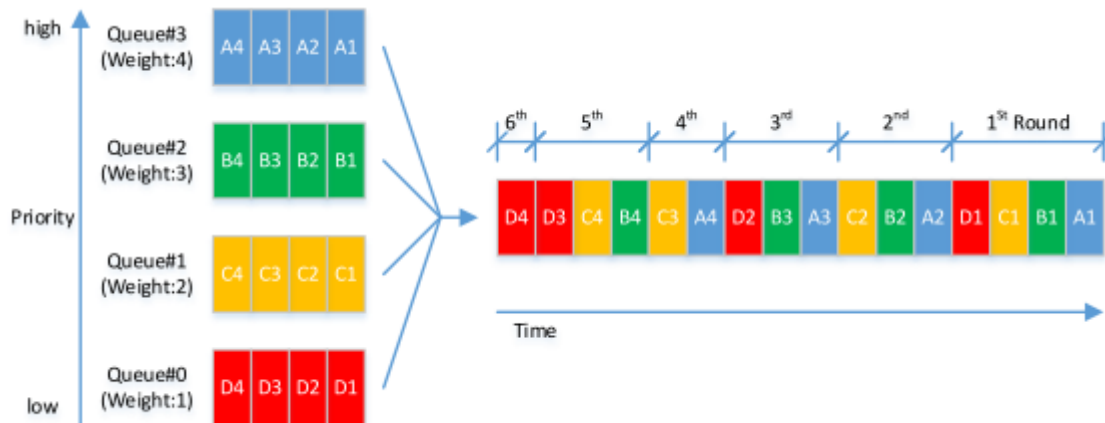 high
Queue#3
(Weight:4)
A4 A3 A2 A1
Queue#2
(Weight:3)
B4 B3 B2 B1
Priority
Queue#1
(Weight:2)
C4 C3 C2 C1
Queue#0
(Weight:1)
D4 D3 D2 D1
low
6th 5th 4th 3rd 2nd 1St Round
D4 D3 C4 B4 C3 A4 D2 B3 A3 C2 B2 A2 D1 C1 B1 A1
Time